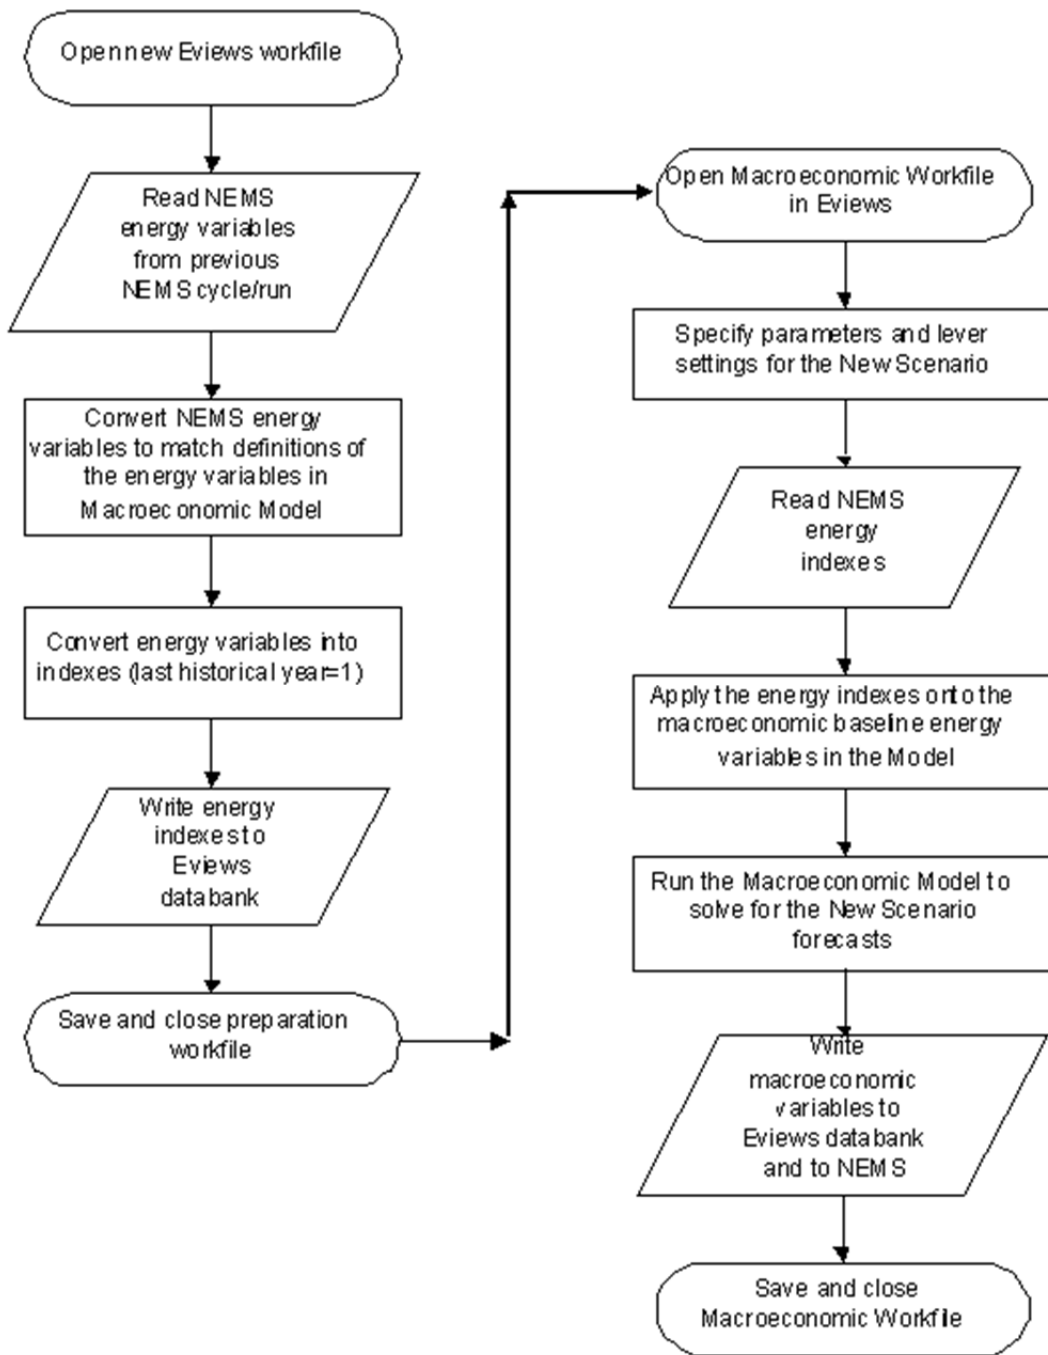 Open new Eviews workfile
Read NEMS
energy variables
from previous
NEMS cycle/run
Convert NEMS energy
variables to match definitions of
the energy variables in
Macroeconomic Model
Convert energy variables into
indexes (last historical year=1)
Write energy
indexes to
Eviews
databank
Save and close preparation
workfile
Open Macroeconomic Workfile
in Eviews
Specify parameters and lever
settings for the New Scenario
Read NEMS
energy
indexes
Apply the energy indexes onto the
macroeconomic baseline energy
variables in the Model
Run the Macroeconomic Model to
solve for the New Scenario
forecasts
Write
macroeconomic
variables to
Eviews databank
and to NEMS
Save and close
Macroeconomic Workfile